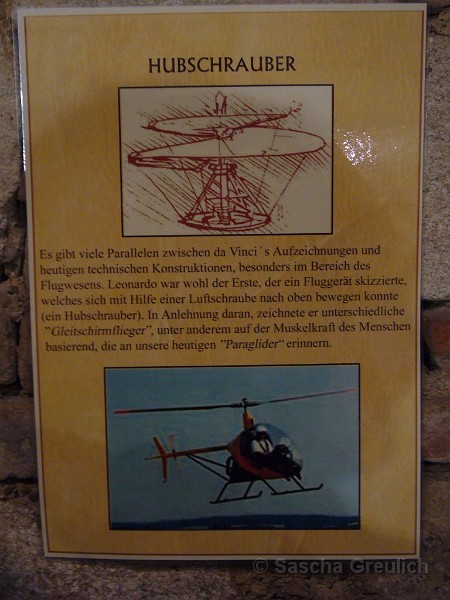 HUBSCHRAUBER
Es gibt viele Parallelen zwischen da Vinci´s Aufzeichnungen und
heutigen technischen Konstruktionen, besonders im Bereich des
Flugwesens. Leonardo war wohl der Erste, der ein Fluggerät skizzierte,
welches sich mit Hilfe einer Luftschraube nach oben bewegen konnte
(ein Hubschrauber). In Anlehnung daran, zeichnete er unterschiedliche
"Gleitschirmflieger", unter anderem auf der Muskelkraft des Menschen
basierend, die an unsere heutigen "Paraglider" erinnern.
© Sascha Greulich